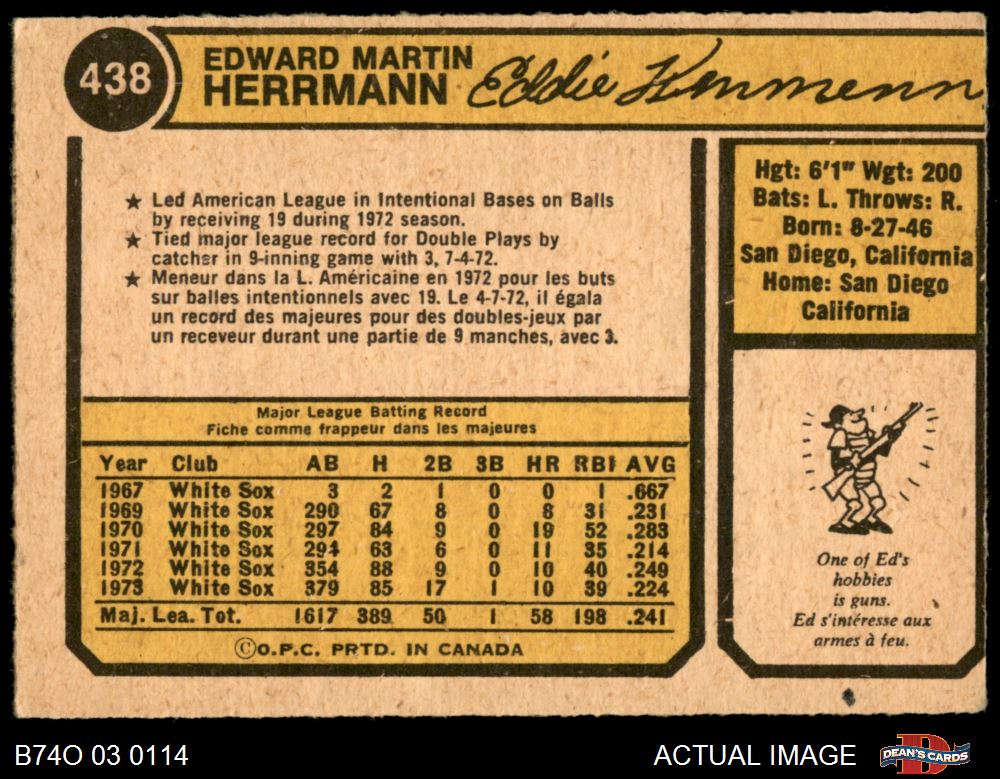 438
EDWARD MARTIN
HERRMANN
Eddie Herrmann
★ Led American League in Intentional Bases on Balls
by receiving 19 during 1972 season.
★ Tied major league record for Double Plays by
catcher in 9-inning game with 3, 7-4-72.
★ Meneur dans la L. Américaine en 1972 pour les buts
sur balles intentionnels avec 19. Le 4-7-72, il égala
un record des majeures pour des doubles-jeux par
un receveur durant une partie de 9 manches, avec 3.
Hgt: 6'1" Wgt: 200
Bats: L. Throws: R.
Born: 8-27-46
San Diego, California
Home: San Diego
California
Major League Batting Record
Fiche comme frappeur dans les majeures
Year Club AB H 2B 3B HR RBI AVG
1967 White Sox 3 2 1 0 0 1 .667
1969 White Sox 290 67 8 0 8 31 .231
1970 White Sox 297 84 9 0 19 52 .283
1971 White Sox 294 63 6 0 11 35 .214
1972 White Sox 354 88 9 0 10 40 .249
1973 White Sox 379 85 17 1 10 39 .224
Maj. Lea. Tot. 1617 389 50 1 58 198 .241
©O.P.C. PRTD. IN CANADA
One of Ed's
hobbies
is guns.
Ed s'intéresse aux
armes à feu.
B74O 03 0114
ACTUAL IMAGE
DEAN'S CARDS